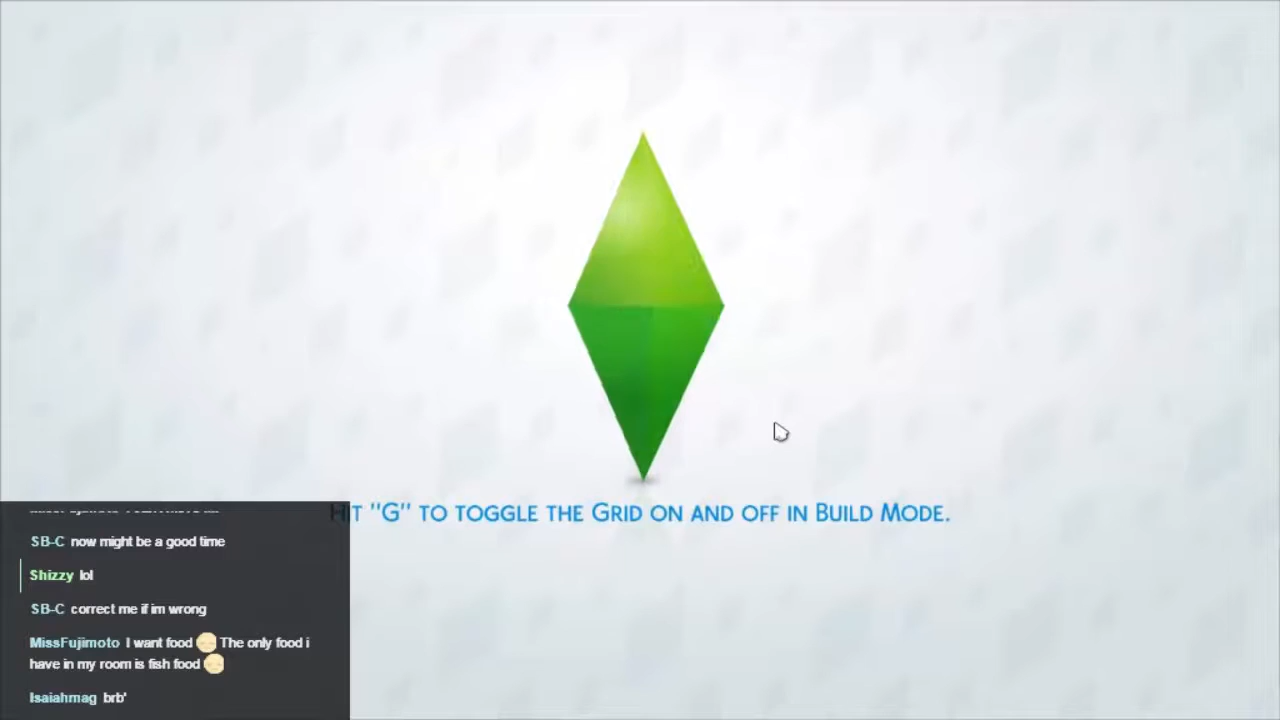 Hit "G" to toggle the Grid on and off in Build Mode.
SB-C now might be a good time
Shizzy lol
SB-C correct me if im wrong
MissFujimoto I want food The only food i
have in my room is fish food
Isaiahmag brb'